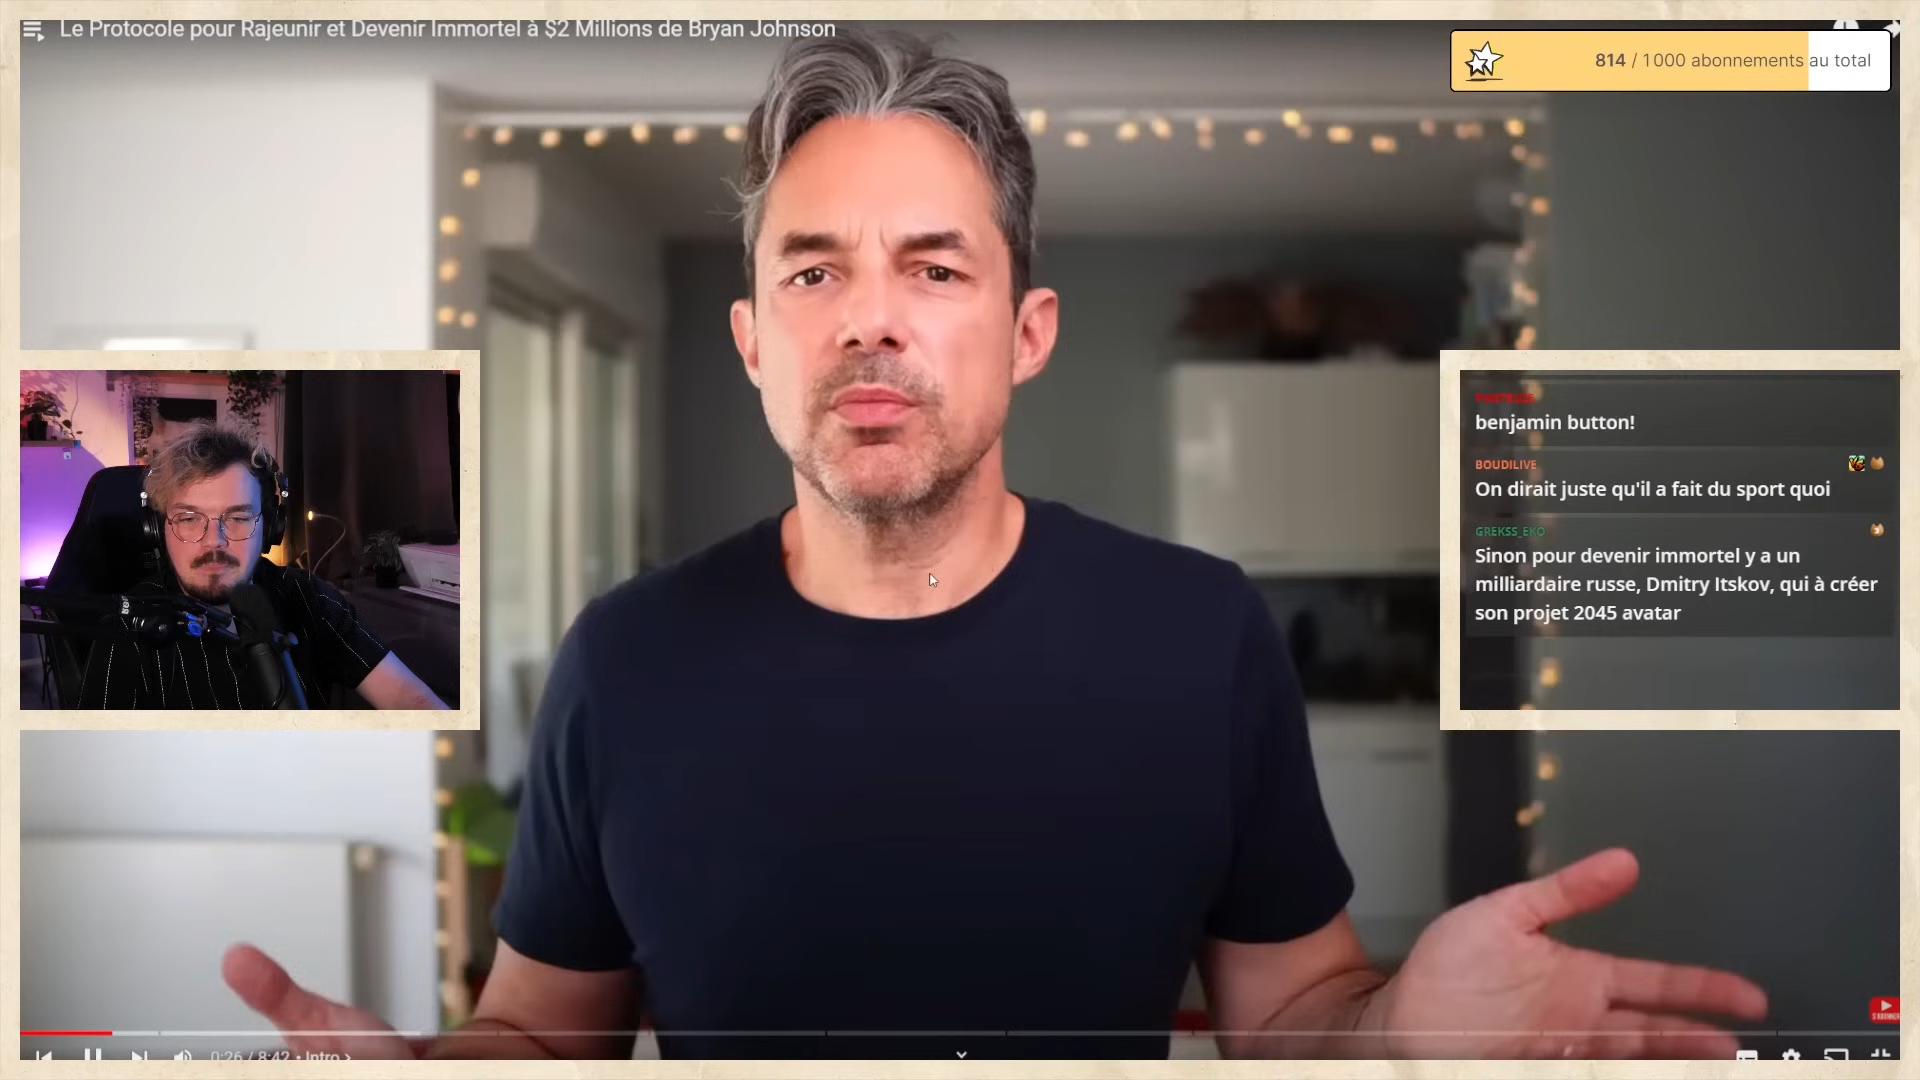 Le Protocole pour Rajeunir et Devenir Immortel à $2 Millions de Bryan Johnson
814 / 1000 abonnements au total
benjamin button!
BOUDILIVE
On dirait juste qu'il a fait du sport quoi
GREKSS_EKO
Sinon pour devenir immortel y a un
milliardaire russe, Dmitry Itskov, qui à créer
son projet 2045 avatar
0:26 / 8:42 • Intro >